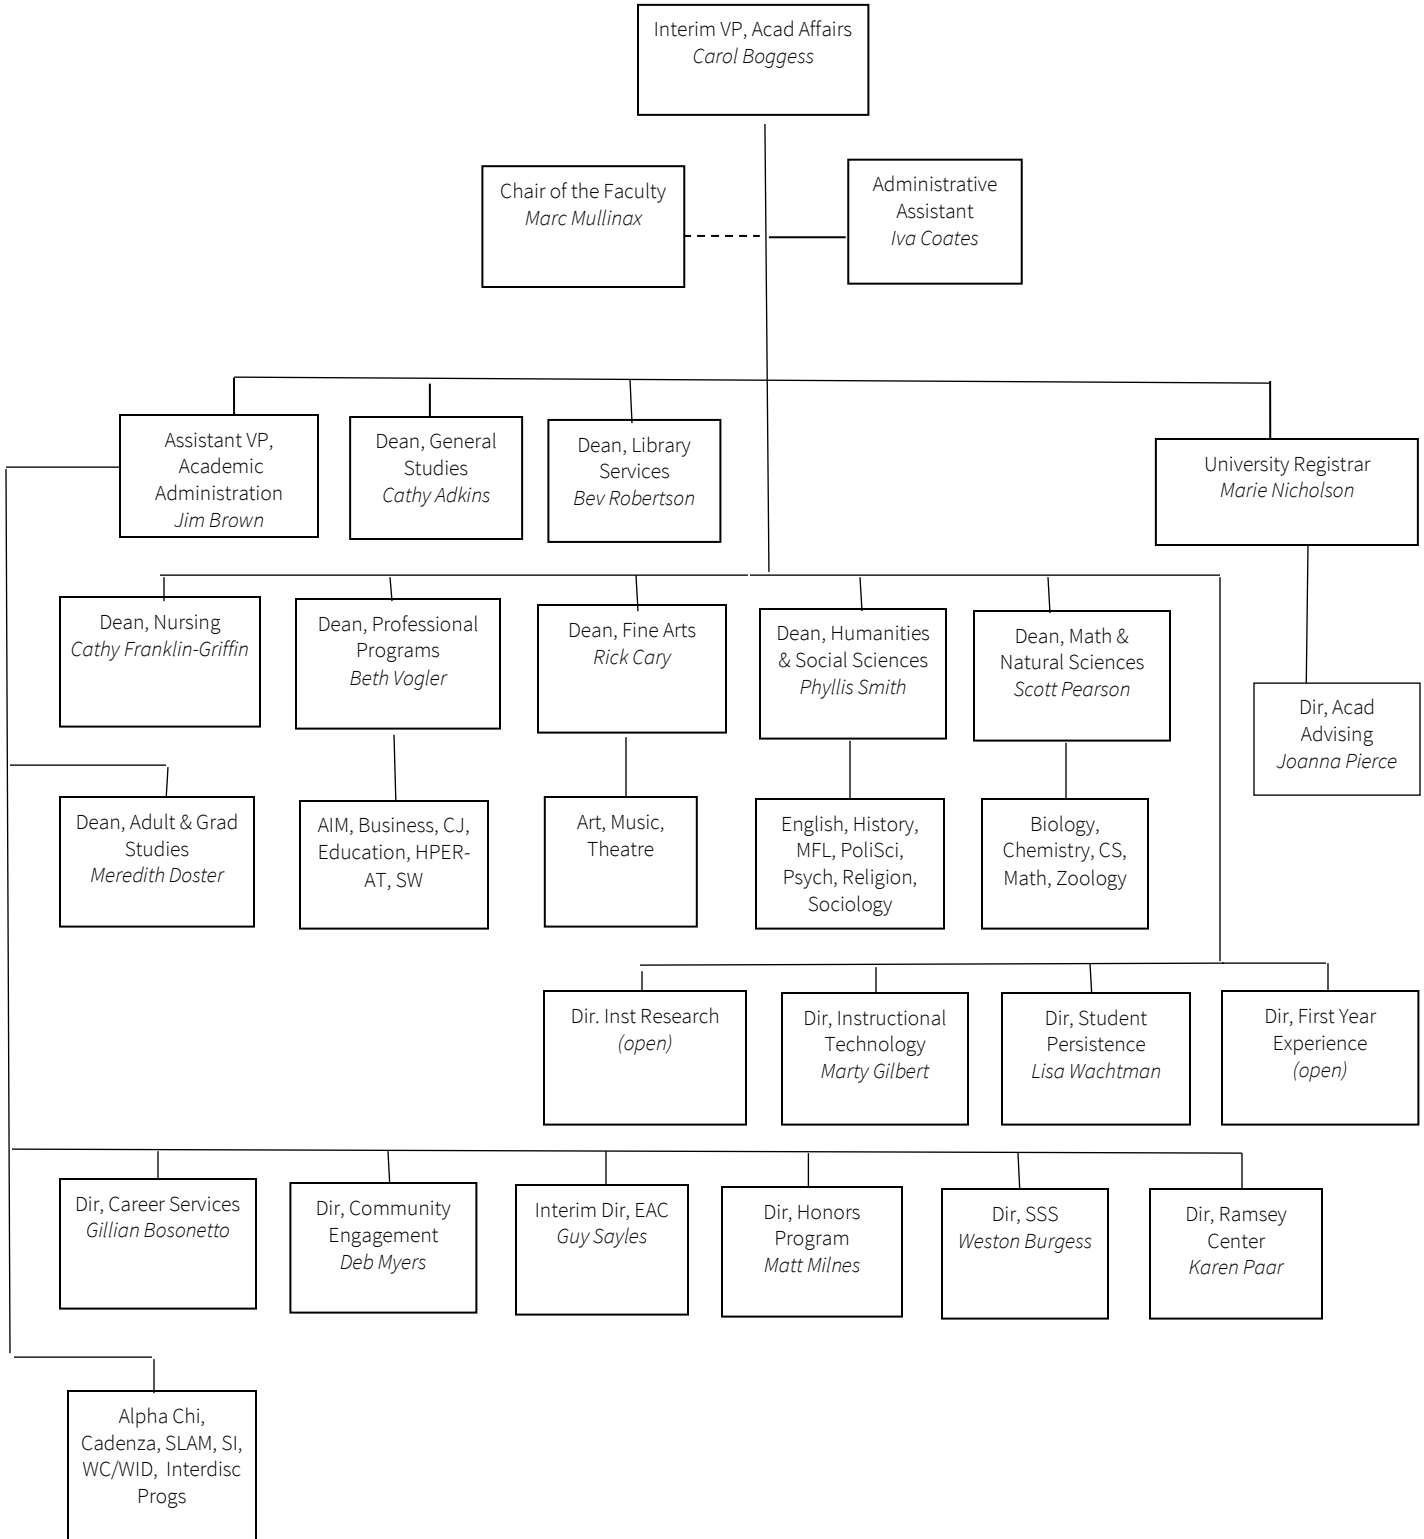 Interim VP, Acad Affairs
Carol Boggess
Chair of the Faculty
Marc Mullinax
Administrative
Assistant
Iva Coates
Assistant VP,
Academic
Administration
Jim Brown
Dean, General
Studies
Cathy Adkins
Dean, Library
Services
Bev Robertson
University Registrar
Marie Nicholson
Dean, Nursing
Cathy Franklin-Griffin
Dean, Professional
Programs
Beth Vogler
Dean, Fine Arts
Rick Cary
Dean, Humanities
& Social Sciences
Phyllis Smith
Dean, Math &
Natural Sciences
Scott Pearson
Dir, Acad
Advising
Joanna Pierce
Dean, Adult & Grad
Studies
Meredith Doster
AIM, Business, CJ,
Education, HPER-
AT, SW
Art, Music,
Theatre
English, History,
MFL, PoliSci,
Psych, Religion,
Sociology
Biology,
Chemistry, CS,
Math, Zoology
Dir. Inst Research
(open)
Dir, Instructional
Technology
Marty Gilbert
Dir, Student
Persistence
Lisa Wachtman
Dir, First Year
Experience
(open)
Dir, Career Services
Gillian Bosonetto
Dir, Community
Engagement
Deb Myers
Interim Dir, EAC
Guy Sayles
Dir, Honors
Program
Matt Milnes
Dir, SSS
Weston Burgess
Dir, Ramsey
Center
Karen Paar
Alpha Chi,
Cadenza, SLAM, SI,
WC/WID, Interdisc
Progs